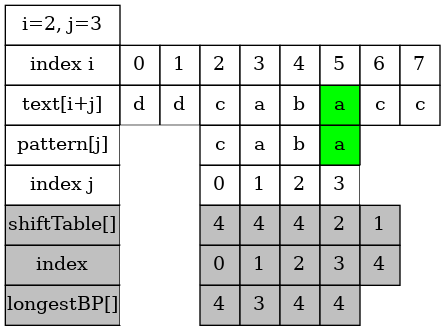 i=2, j=3
index i 0 1 2 3 4 5 6 7
text[i+j] d d c a b a c c
pattern[j] c a b a
index j 0 1 2 3
shiftTable[] 4 4 4 2 1
index 0 1 2 3 4
longestBP[] 4 3 4 4